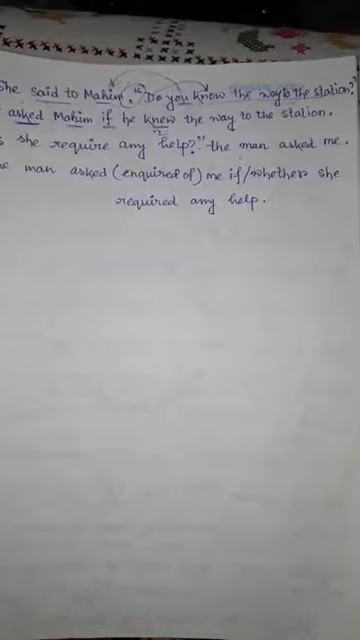 She said to Mahim, "Do you know the way to the station?"
asked Mahim if he knew the way to the station.
she require any help?" the man asked me.
man asked (enquired of) me if/whether she
required any help.